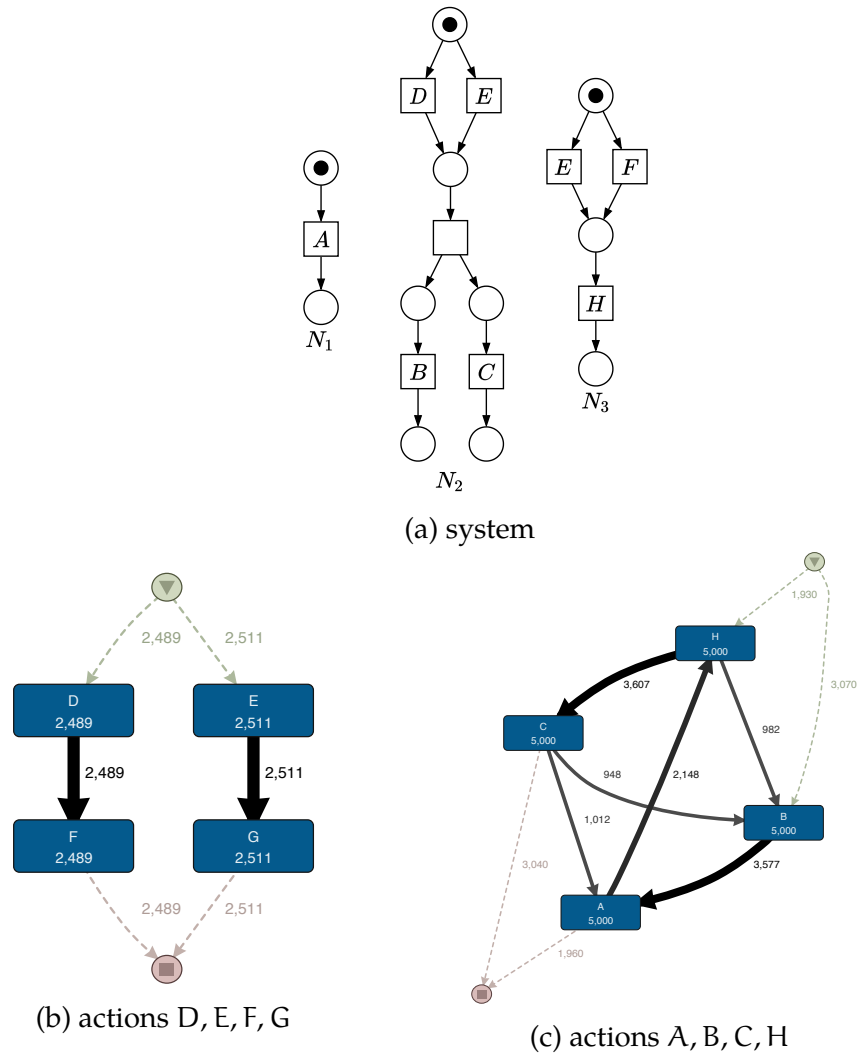 D E
E F
A
H
N₁
B C
N₃
N₂
(a) system
2,489 2,511
D
2,489
E
2,511
2,489 2,511
F
2,489
G
2,511
2,489 2,511
(b) actions D, E, F, G
1,930
H
5,000
3,607
3,070
C
5,000
982
948
2,148
1,012
B
5,000
3,040
3,577
A
5,000
1,960
(c) actions A, B, C, H